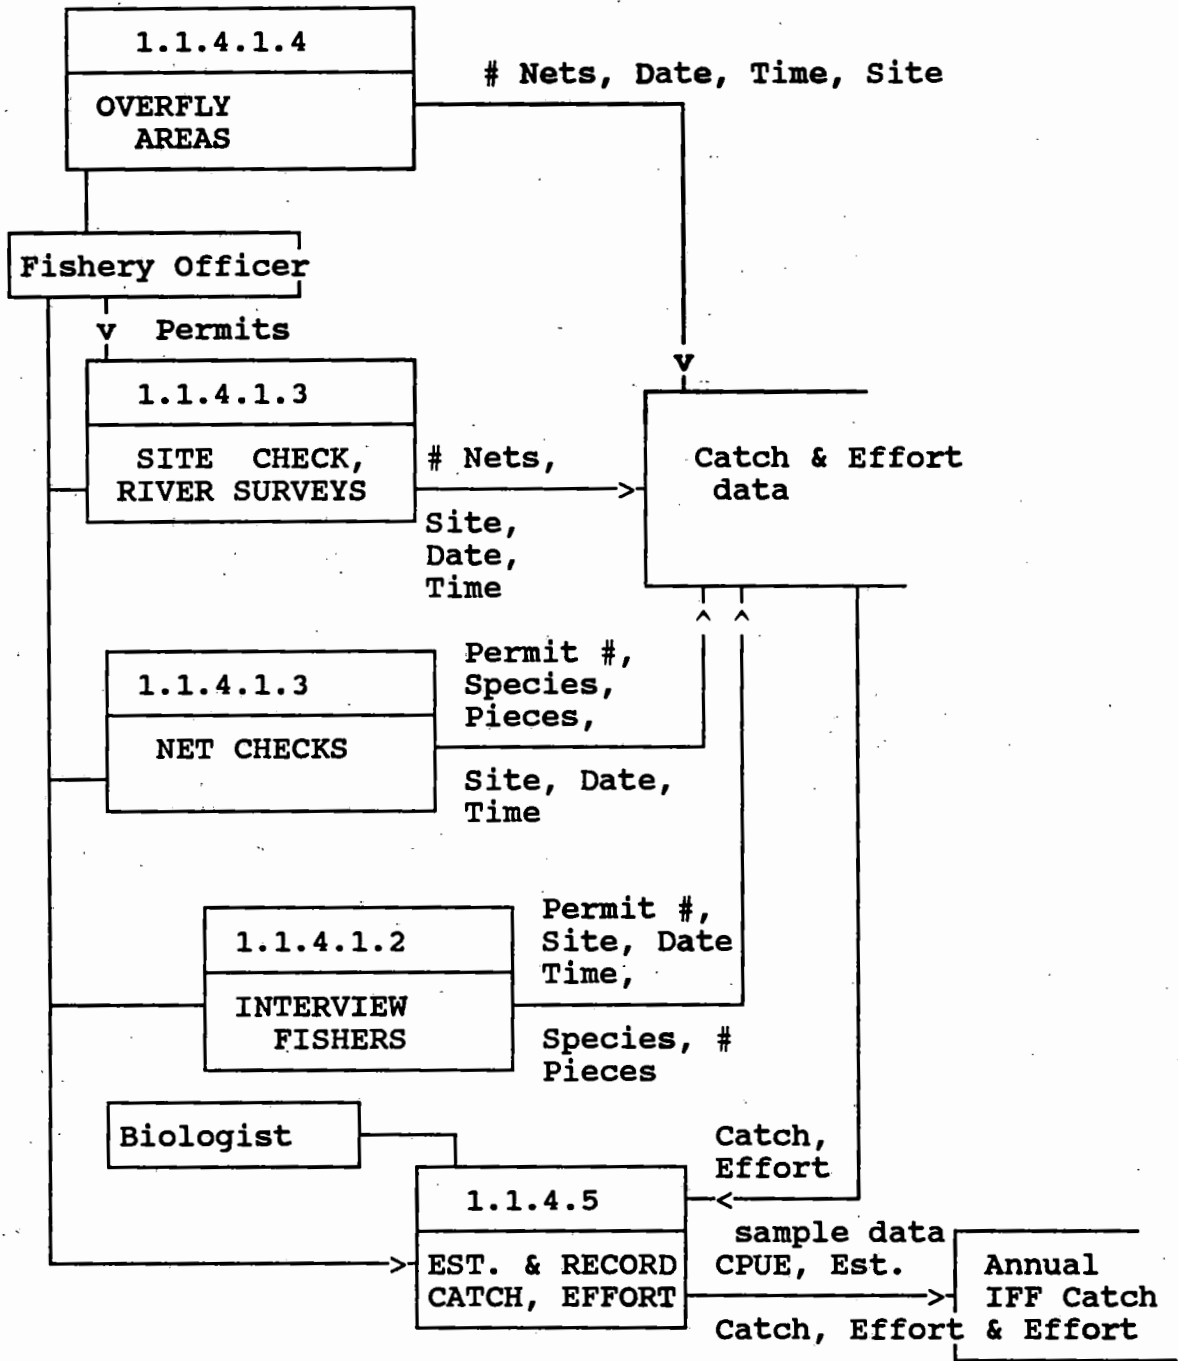 1.1.4.1.4
# Nets, Date, Time, Site
OVERFLY
AREAS
Fishery Officer
v Permits
v
1.1.4.1.3
SITE CHECK,
RIVER SURVEYS
# Nets,
>
Site,
Date,
Time
Catch & Effort
data
^ ^
1.1.4.1.3
NET CHECKS
Permit #,
Species,
Pieces,
Site, Date,
Time
1.1.4.1.2
INTERVIEW
FISHERS
Permit #,
Site, Date
Time,
Species, #
Pieces
Biologist
Catch,
Effort
<
1.1.4.5
> EST. & RECORD
CATCH, EFFORT
sample data
CPUE, Est.
>
Catch, Effort
Annual
IFF Catch
& Effort